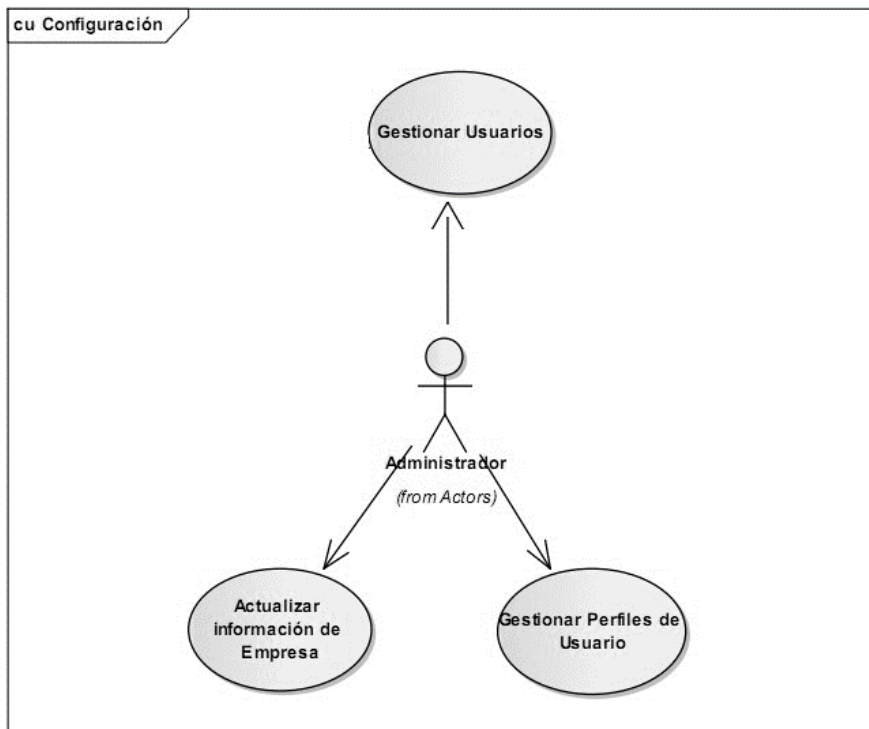 cu Configuración
Gestionar Usuarios
Administrador
(from Actors)
Actualizar
información de
Empresa
Gestionar Perfiles de
Usuario